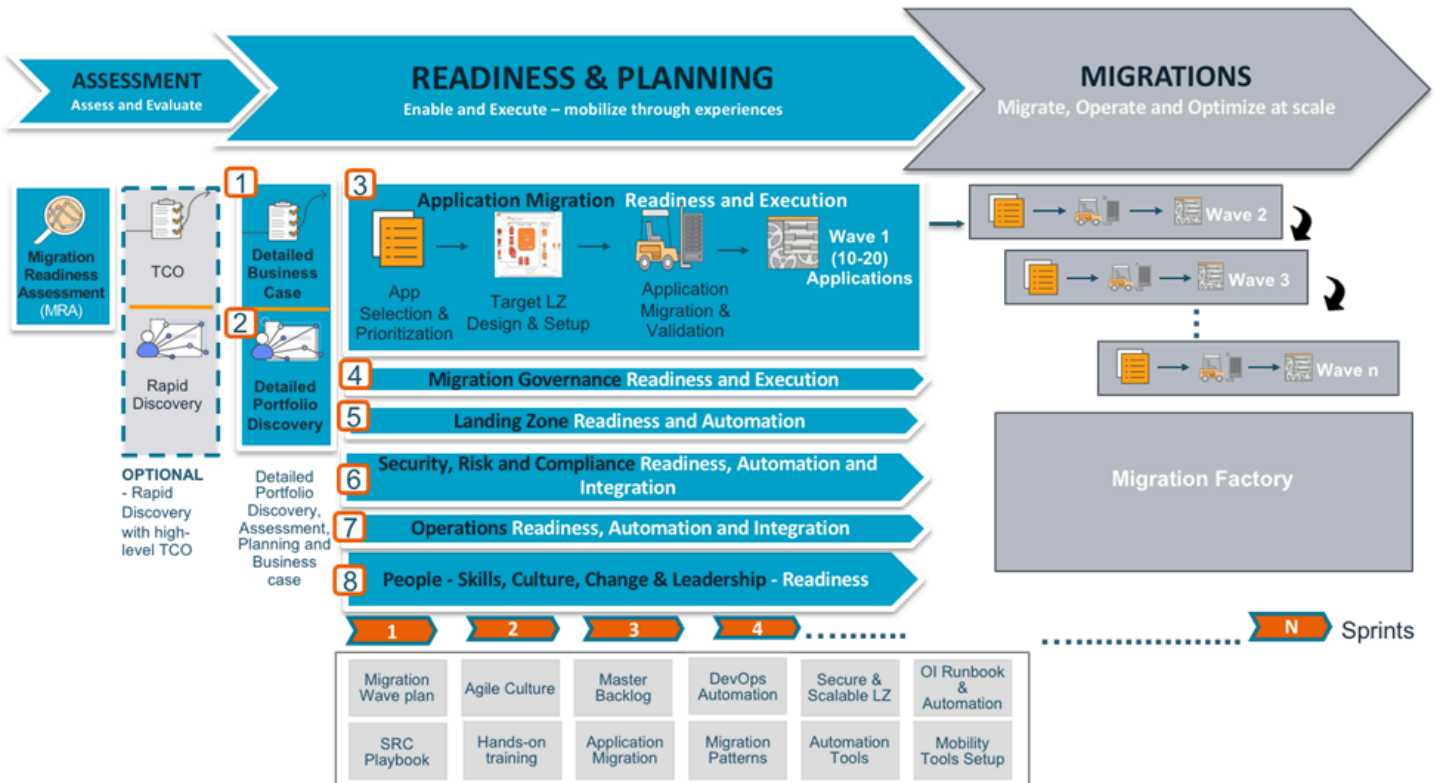 ASSESSMENT
Assess and Evaluate
READINESS & PLANNING
Enable and Execute – mobilize through experiences
MIGRATIONS
Migrate, Operate and Optimize at scale
Migration
Readiness
Assessment
(MRA)
TCO
Rapid
Discovery
OPTIONAL
- Rapid
Discovery
with high-
level TCO
1
Detailed
Business
Case
2
Detailed
Portfolio
Discovery
Detailed
Portfolio
Discovery,
Assessment,
Planning and
Business
case
3
Application Migration Readiness and Execution
App
Selection &
Prioritization
Target LZ
Design & Setup
Application
Migration &
Validation
Wave 1
(10-20)
Applications
4
Migration Governance Readiness and Execution
5
Landing Zone Readiness and Automation
6
Security, Risk and Compliance Readiness, Automation and
Integration
7
Operations Readiness, Automation and Integration
8
People - Skills, Culture, Change & Leadership - Readiness
Wave 2
Wave 3
Wave n
Migration Factory
1
2
3
4
N
Sprints
Migration
Wave plan
Agile Culture
Master
Backlog
DevOps
Automation
Secure &
Scalable LZ
OI Runbook
&
Automation
SRC
Playbook
Hands-on
training
Application
Migration
Migration
Patterns
Automation
Tools
Mobility
Tools Setup